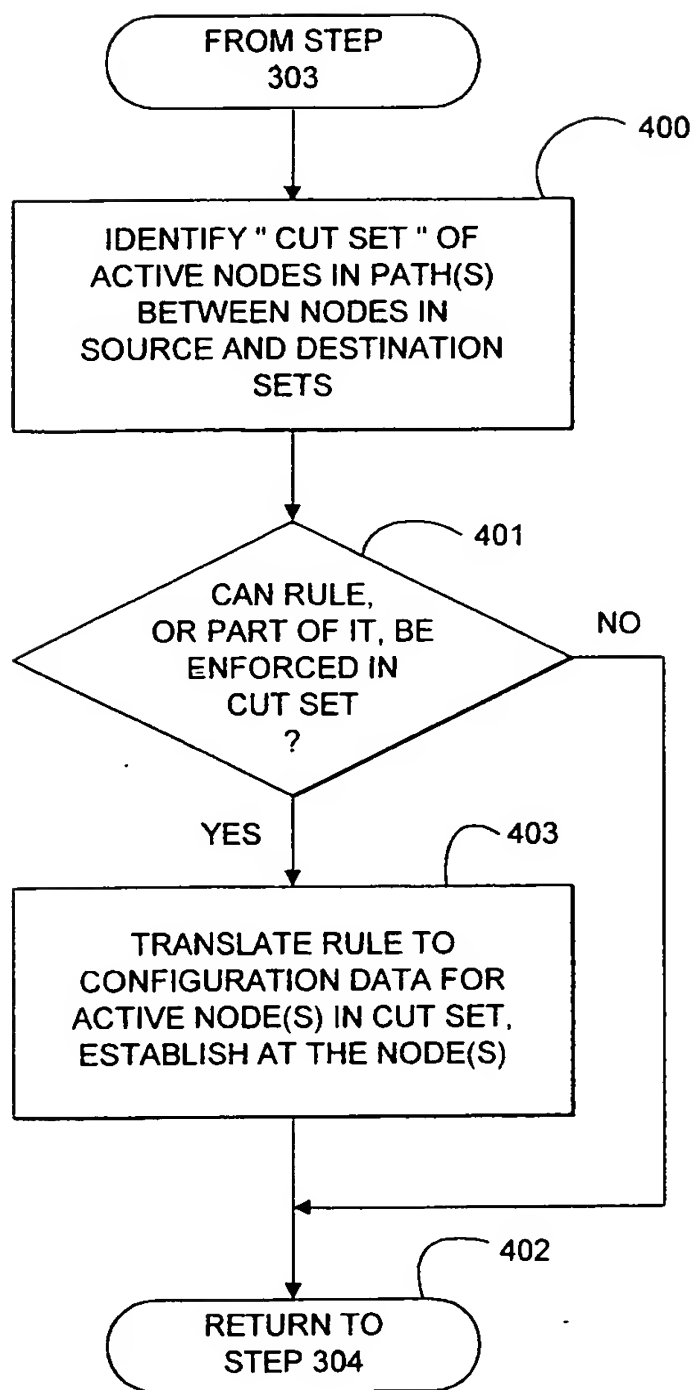 FROM STEP
303
400
IDENTIFY " CUT SET " OF
ACTIVE NODES IN PATH(S)
BETWEEN NODES IN
SOURCE AND DESTINATION
SETS
401
CAN RULE,
OR PART OF IT, BE
ENFORCED IN
CUT SET
?
NO
YES
403
TRANSLATE RULE TO
CONFIGURATION DATA FOR
ACTIVE NODE(S) IN CUT SET,
ESTABLISH AT THE NODE(S)
402
RETURN TO
STEP 304